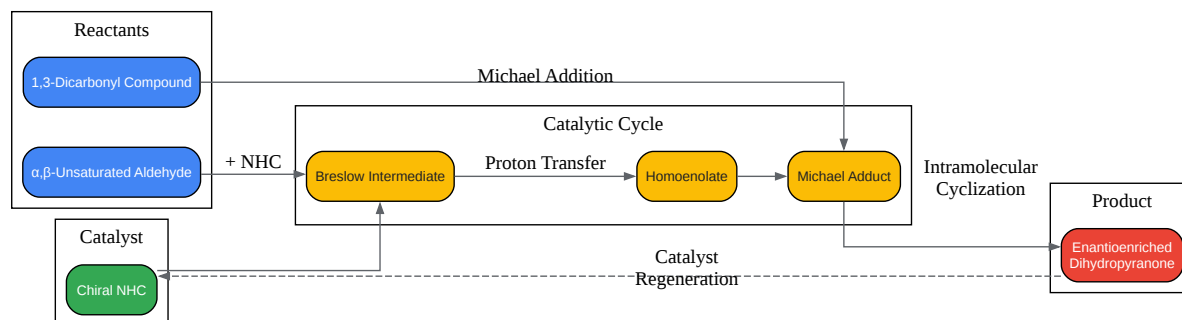 Reactants
1,3-Dicarbonyl Compound
Michael Addition
Catalytic Cycle
α,β-Unsaturated Aldehyde
+ NHC
Breslow Intermediate
Proton Transfer
Homoenolate
Michael Adduct
Intramolecular
Cyclization
Product
Enantioenriched
Dihydropyranone
Catalyst
Chiral NHC
Catalyst
Regeneration